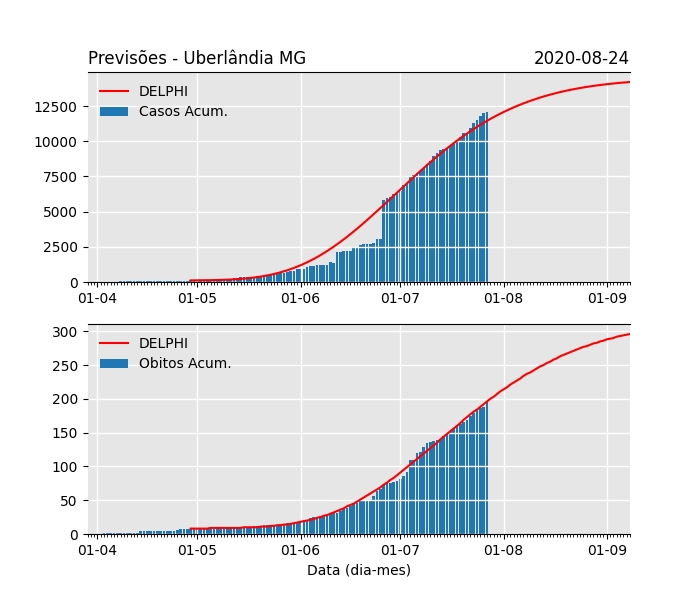 Previsões - Uberlândia MG 2020-08-24
DELPHI
Casos Acum.
12500
10000
7500
5000
2500
0
01-04 01-05 01-06 01-07 01-08 01-09
DELPHI
Obitos Acum.
300
250
200
150
100
50
0
01-04 01-05 01-06 01-07 01-08 01-09
Data (dia-mes)